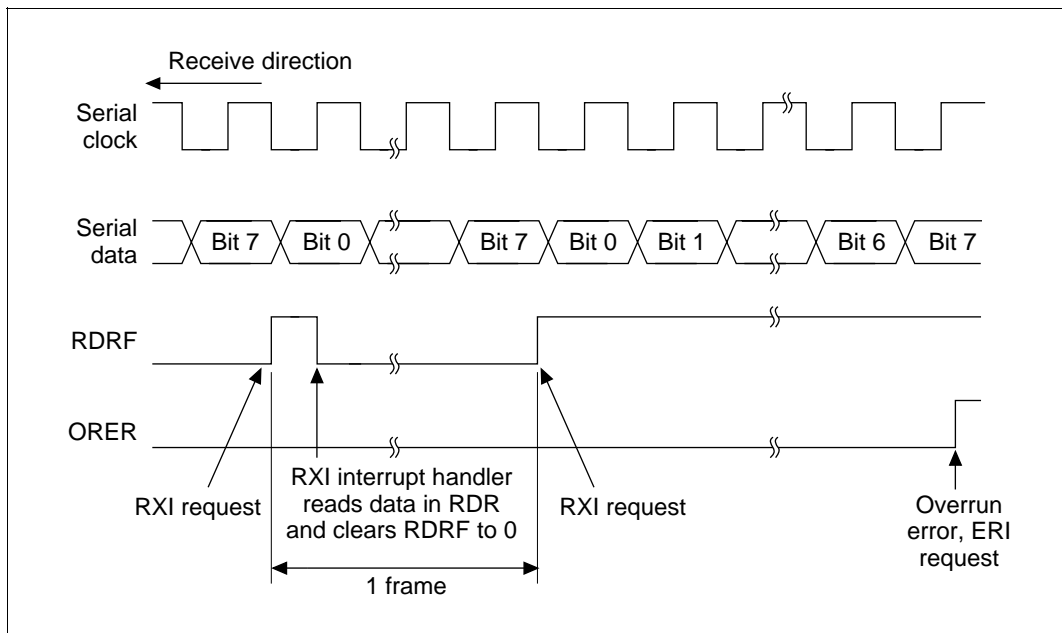 Receive direction
Serial
clock
Serial
data
Bit 7
Bit 0
Bit 7
Bit 0
Bit 1
Bit 6
Bit 7
RDRF
ORER
RXI request
RXI interrupt handler
reads data in RDR
and clears RDRF to 0
RXI request
Overrun
error, ERI
request
1 frame